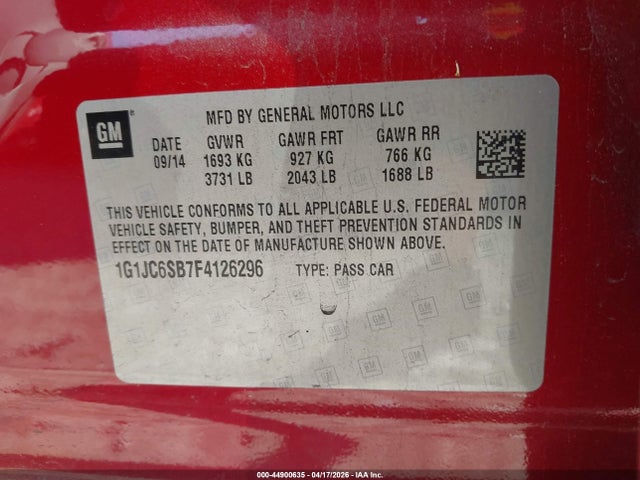 GM
MFD BY GENERAL MOTORS LLC
DATE GVWR GAWR FRT GAWR RR
09/14 1693 KG 927 KG 766 KG
3731 LB 2043 LB 1688 LB
THIS VEHICLE CONFORMS TO ALL APPLICABLE U.S. FEDERAL MOTOR
VEHICLE SAFETY, BUMPER, AND THEFT PREVENTION STANDARDS IN
EFFECT ON THE DATE OF MANUFACTURE SHOWN ABOVE.
1G1JC6SB7F4126296 TYPE: PASS CAR
000-44900635 - 04/17/2026 - IAA Inc.